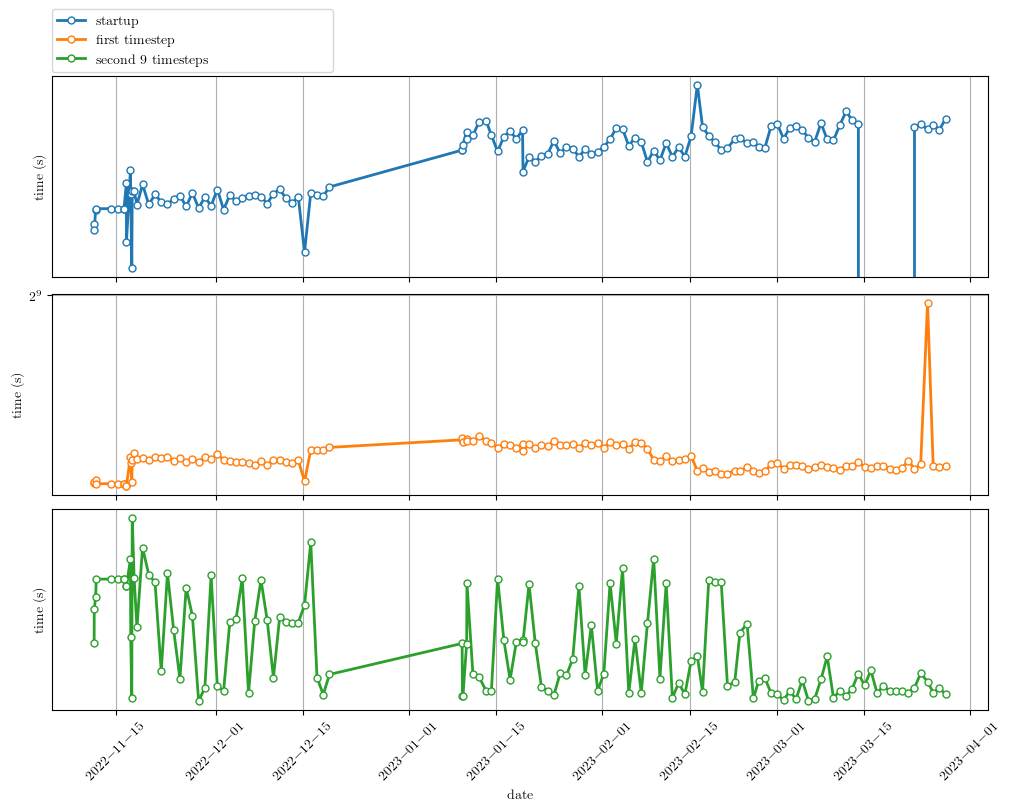 startup
first timestep
second 9 timesteps
time (s)
2⁹
time (s)
time (s)
2022−11−15
2022−12−01
2022−12−15
2023−01−01
2023−01−15
2023−02−01
2023−02−15
2023−03−01
2023−03−15
2023−04−01
date